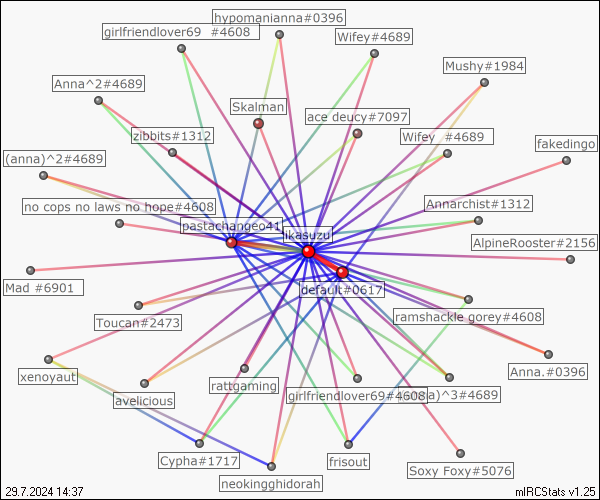 hypomanianna#0396
girlfriendlover69 #4608
Wifey#4689
Mushy#1984
Anna^2#4689
Skalman
ace deucy#7097
zibbits#1312
Wifey #4689
fakedingo
(anna)^2#4689
no cops no laws no hope#4608
Annarchist#1312
pastachangeo41
ikasuzu
AlpineRooster#2156
Mad #6901
default#0617
ramshackle gorey#4608
Toucan#2473
xenoyaut
rattgaming
Anna.#0396
avelicious
girlfriendlover69#4608
a)^3#4689
Cypha#1717
frisout
Soxy Foxy#5076
neokingghidorah
29.7.2024 14:37
mIRCStats v1.25